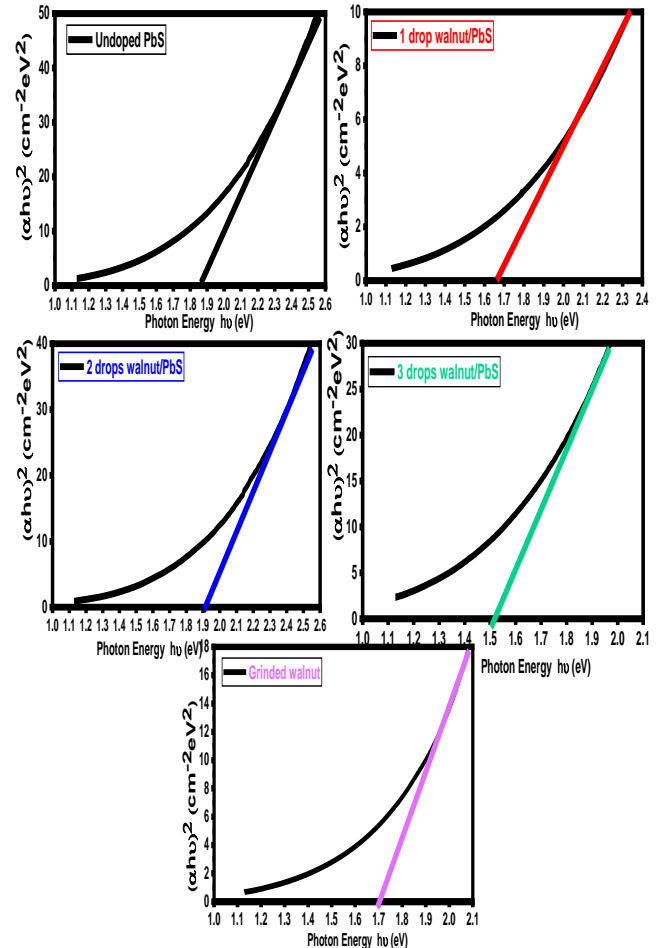 Undoped PbS
(αhυ)² (cm⁻²eV²)
50
40
30
20
10
0
1.0 1.1 1.2 1.3 1.4 1.5 1.6 1.7 1.8 1.9 2.0 2.1 2.2 2.3 2.4 2.5 2.6
Photon Energy hυ (eV)
1 drop walnut/PbS
(αhυ)² (cm⁻²eV²)
10
8
6
4
2
0
1.0 1.1 1.2 1.3 1.4 1.5 1.6 1.7 1.8 1.9 2.0 2.1 2.2 2.3 2.4
Photon Energy hυ (eV)
2 drops walnut/PbS
(αhυ)² (cm⁻²eV²)
40
30
20
10
0
1.0 1.1 1.2 1.3 1.4 1.5 1.6 1.7 1.8 1.9 2.0 2.1 2.2 2.3 2.4 2.5 2.6
Photon Energy hυ (eV)
3 drops walnut/PbS
(αhυ)² (cm⁻²eV²)
30
25
20
15
10
5
0
1.0 1.1 1.2 1.3 1.4 1.5 1.6 1.7 1.8 1.9 2.0 2.1
Photon Energy hυ (eV)
Grinded walnut
(αhυ)² (cm⁻²eV²)
18
16
14
12
10
8
6
4
2
0
1.0 1.1 1.2 1.3 1.4 1.5 1.6 1.7 1.8 1.9 2.0 2.1
Photon Energy hυ (eV)